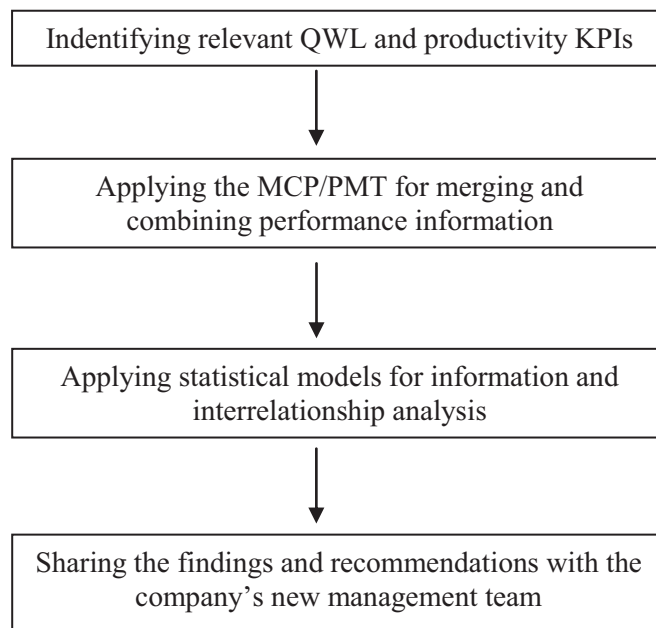 Indentifying relevant QWL and productivity KPIs
Applying the MCP/PMT for merging and
combining performance information
Applying statistical models for information and
interrelationship analysis
Sharing the findings and recommendations with the
company’s new management team